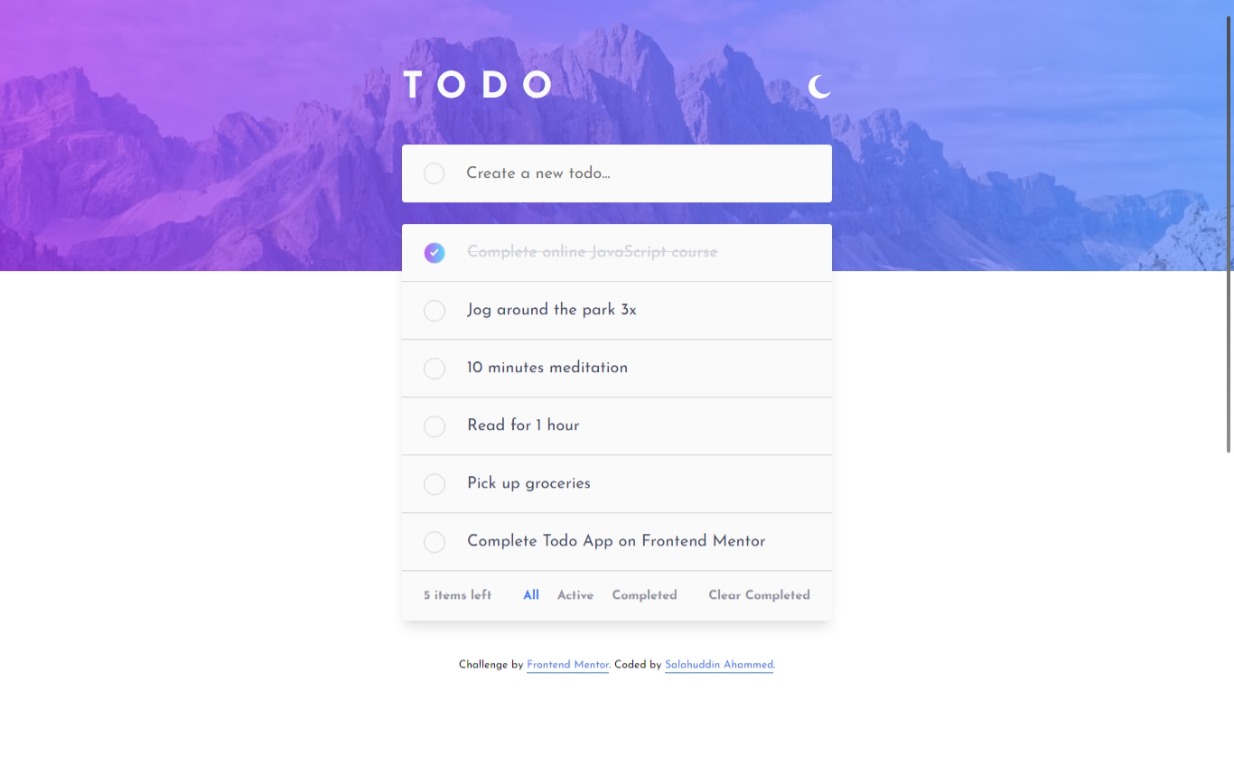 TODO
Create a new todo...
Complete online JavaScript course
Jog around the park 3x
10 minutes meditation
Read for 1 hour
Pick up groceries
Complete Todo App on Frontend Mentor
5 items left All Active Completed Clear Completed
Challenge by Frontend Mentor. Coded by Salahuddin Ahammed.